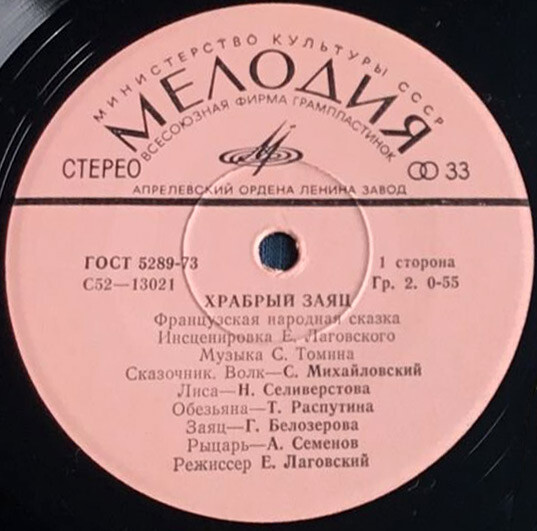 МИНИСТЕРСТВО КУЛЬТУРЫ СССР
МЕЛОДИЯ
ВСЕСОЮЗНАЯ ФИРМА ГРАМПЛАСТИНОК
СТЕРЕО
33
АПРЕЛЕВСКИЙ ОРДЕНА ЛЕНИНА ЗАВОД
ГОСТ 5289-73
1 сторона
С52—13021
Гр. 2. 0-55
ХРАБРЫЙ ЗАЯЦ
Французская народная сказка
Инсценировка Е. Лаговского
Музыка С. Томина
Сказочник. Волк—С. Михайловский
Лиса—Н. Селиверстова
Обезьяна—Т. Распутина
Заяц—Г. Белозерова
Рыцарь—А. Семенов
Режиссер Е. Лаговский